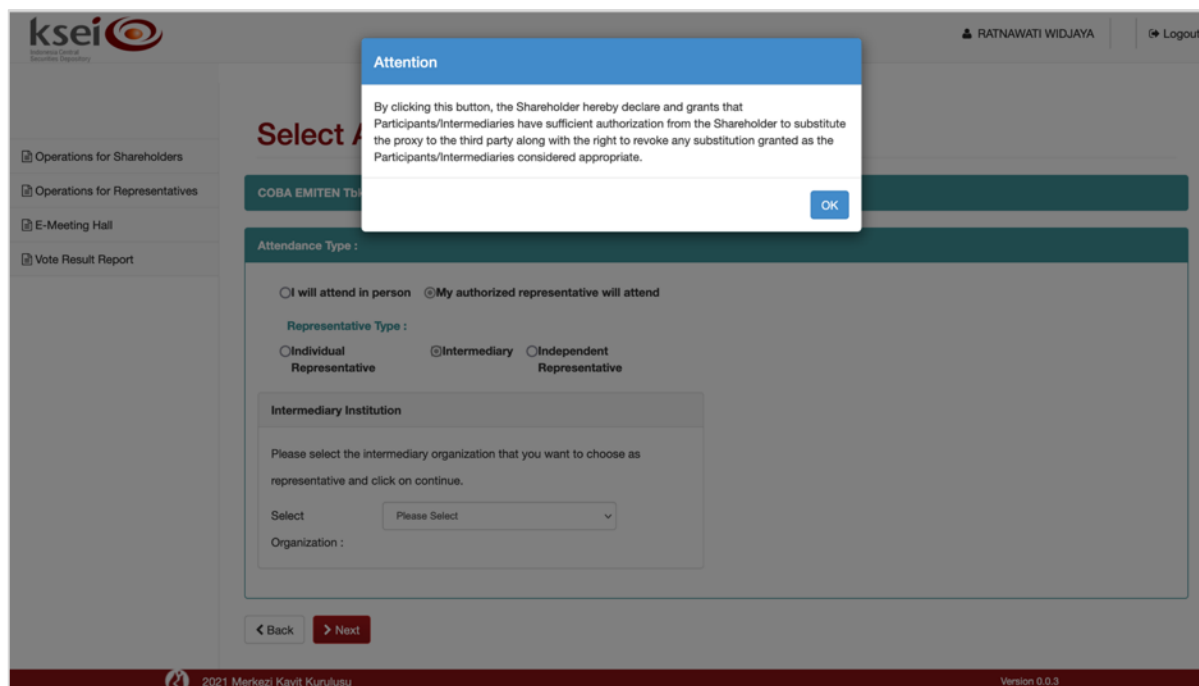 ksei
Indonesia Central
Securities Depository
RATNAWATI WIDJAYA
Logout
Attention
By clicking this button, the Shareholder hereby declare and grants that
Participants/Intermediaries have sufficient authorization from the Shareholder to substitute
the proxy to the third party along with the right to revoke any substitution granted as the
Participants/Intermediaries considered appropriate.
OK
Select A
Operations for Shareholders
Operations for Representatives
E-Meeting Hall
Vote Result Report
COBA EMITEN Tbk
Attendance Type :
I will attend in person My authorized representative will attend
Representative Type :
Individual Intermediary Independent
Representative Representative
Intermediary Institution
Please select the intermediary organization that you want to choose as
representative and click on continue.
Select Please Select
Organization :
Back Next
2021 Merkezi Kayit Kurulusu Version 0.0.3